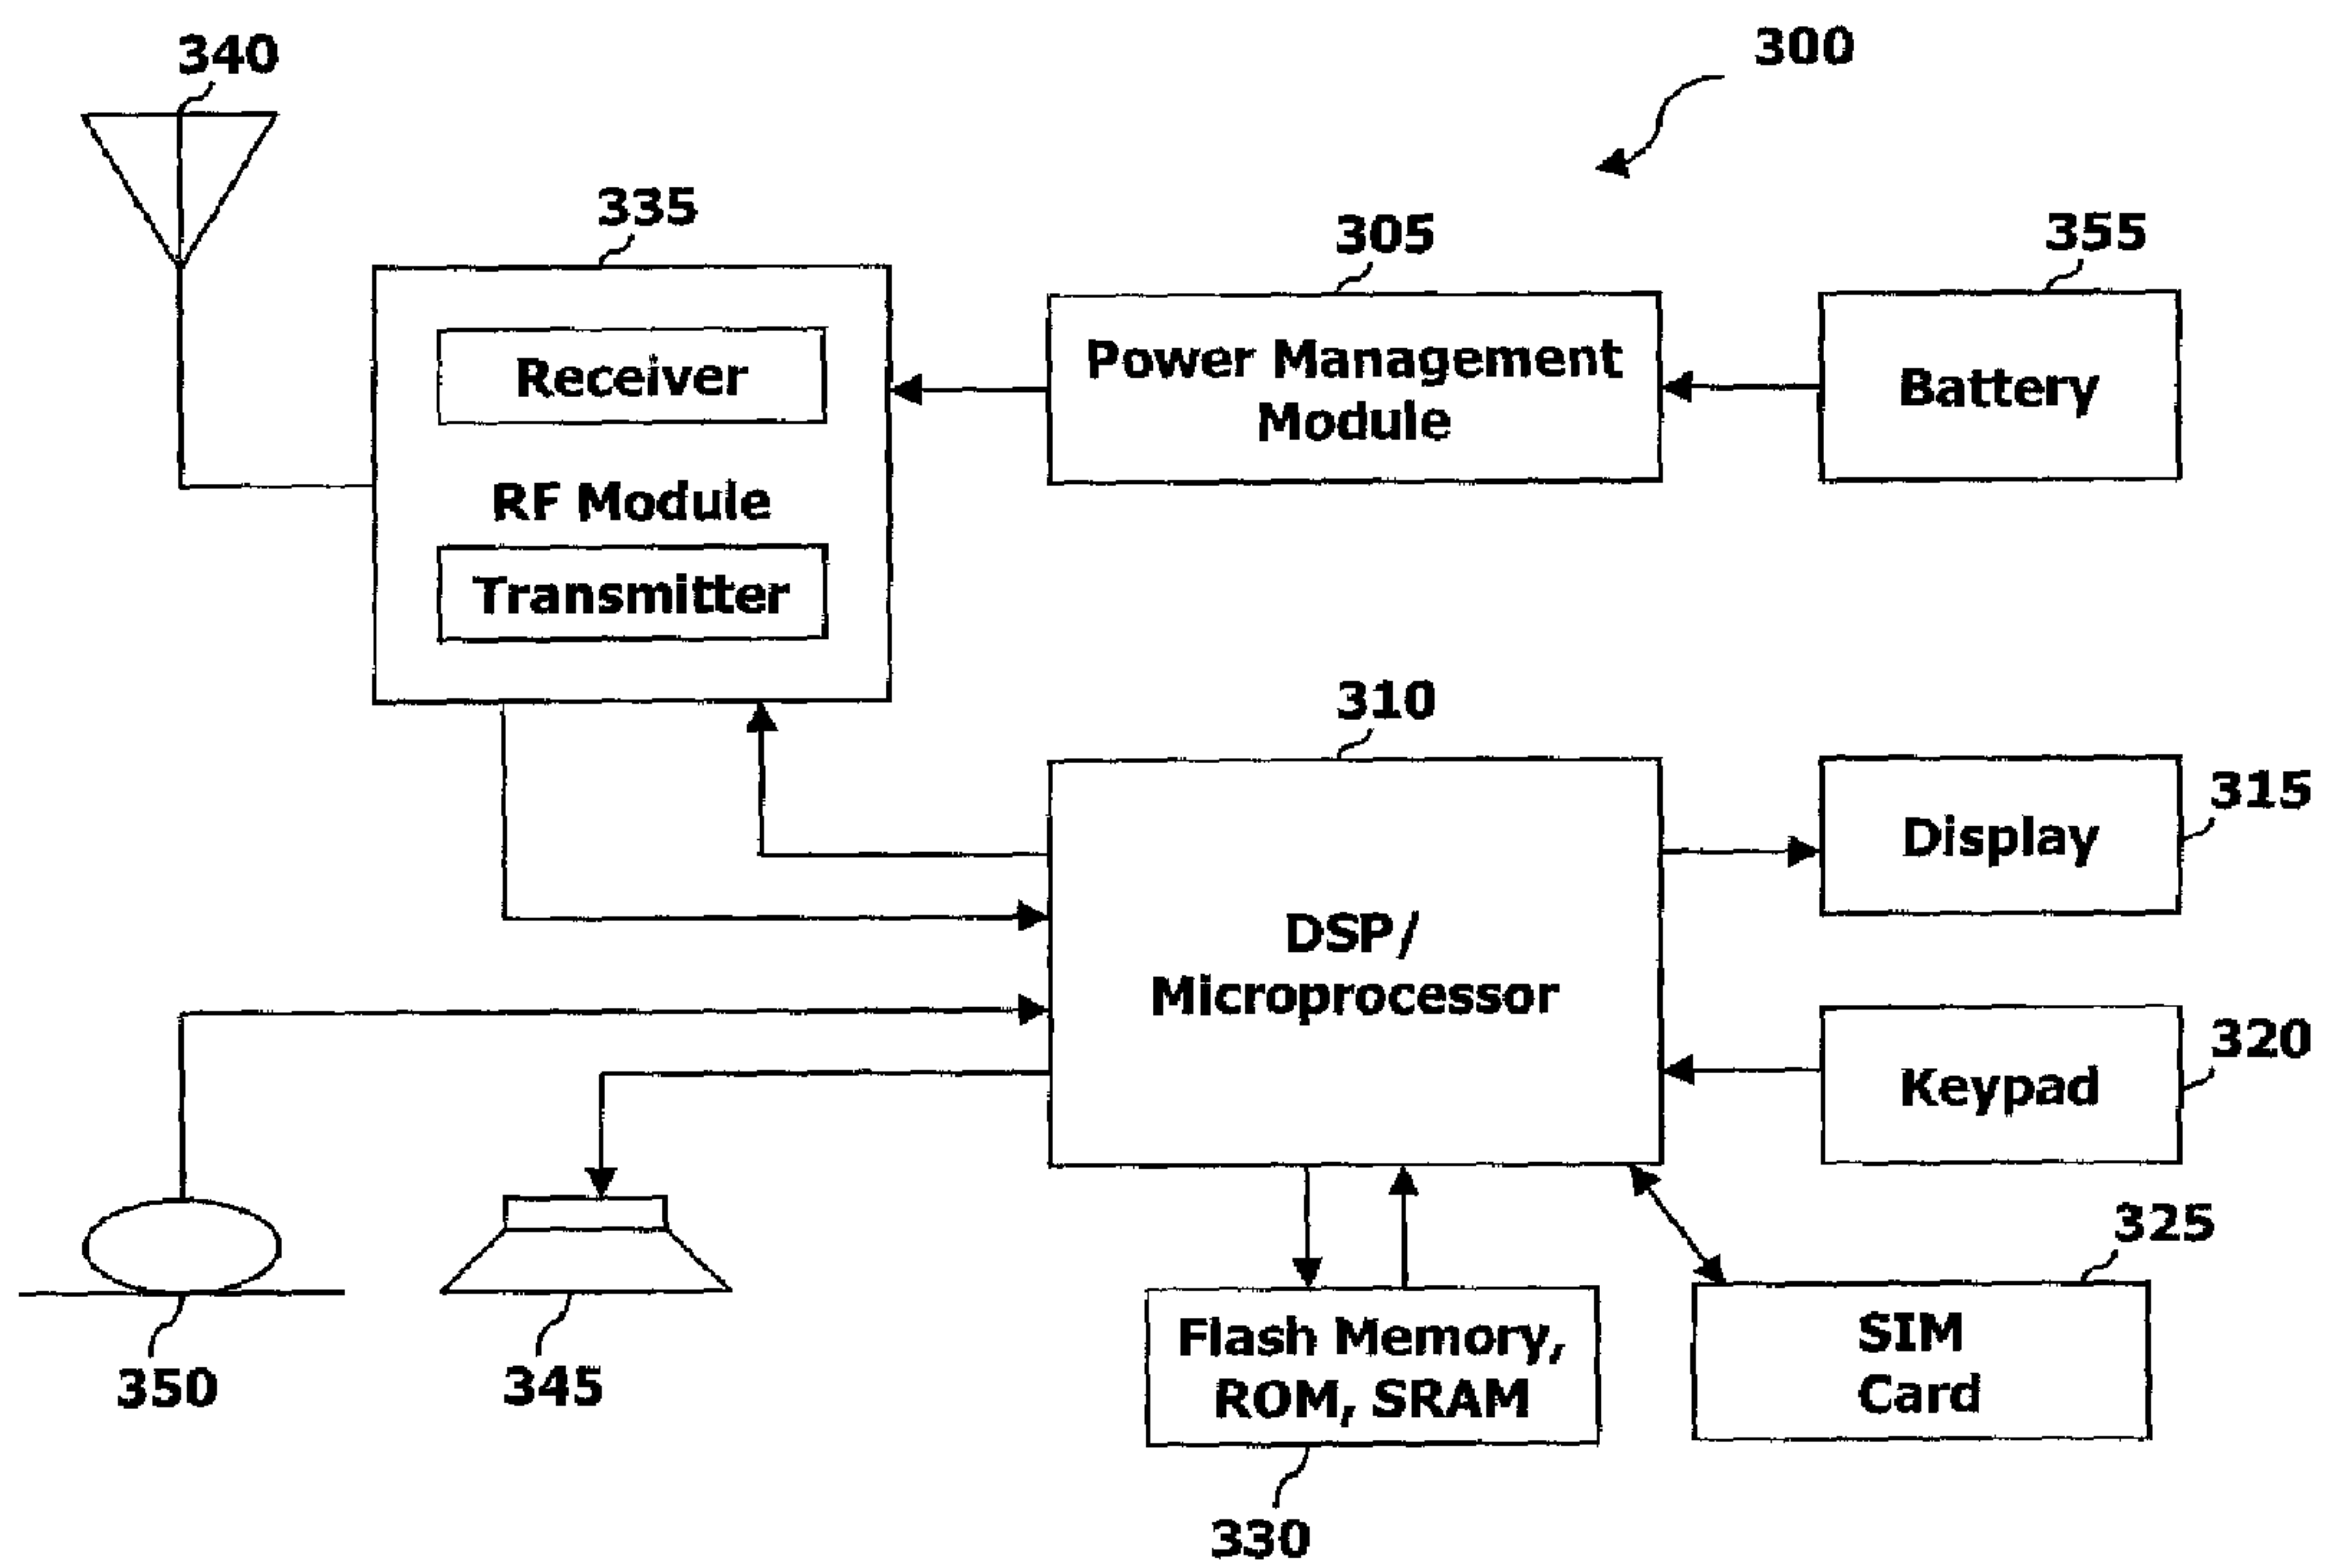 340
300
335
305
355
Receiver
Power Management
Module
Battery
RF Module
Transmitter
310
315
Display
DSP/
Microprocessor
320
Keypad
325
Flash Memory,
ROM, SRAM
SIM
Card
350
345
330